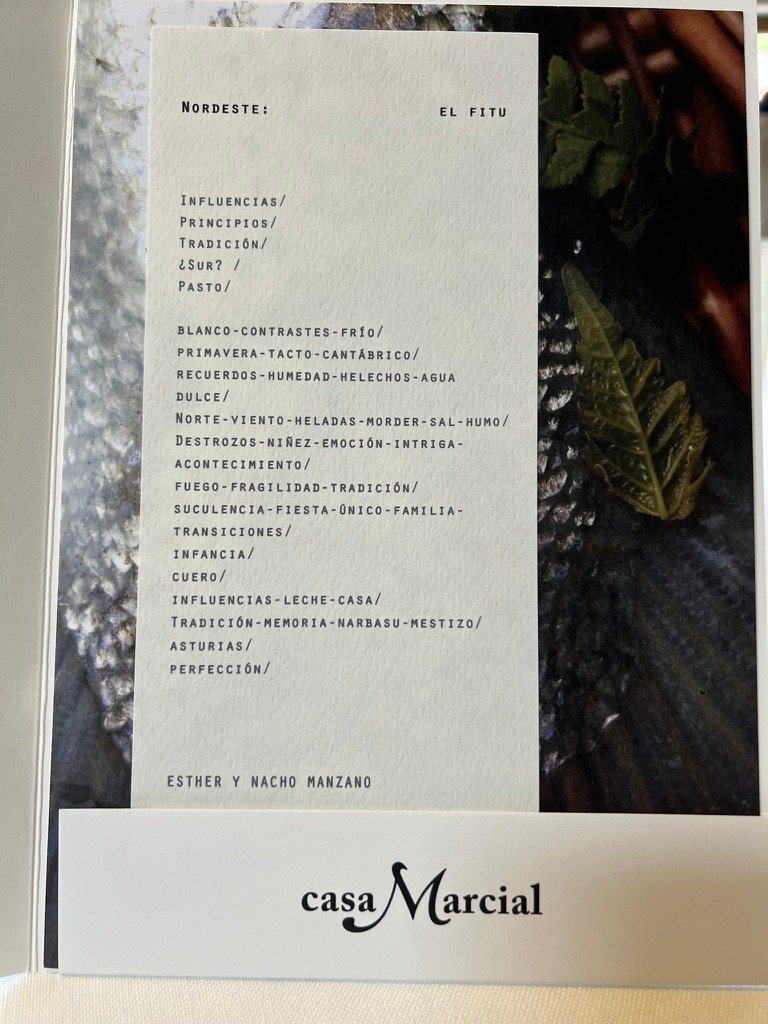 Nordeste: EL FITU
Influencias/
Principios/
Tradición/
¿Sur? /
Pasto/
BLANCO-CONTRASTES-FRÍO/
PRIMAVERA-TACTO-CANTÁBRICO/
RECUERDOS-HUMEDAD-HELECHOS-AGUA
DULCE/
Norte-viento-heladas-morder-sal-humo/
Destrozos-niñez-emoción-intriga-
ACONTECIMIENTO/
FUEGO-FRAGILIDAD-TRADICIÓN/
SUCULENCIA-FIESTA-ÚNICO-FAMILIA-
TRANSICIONES/
INFANCIA/
CUERO/
INFLUENCIAS-LECHE-CASA/
Tradición-memoria-narbasu-mestizo/
ASTURIAS/
PERFECCIÓN/
ESTHER Y NACHO MANZANO
casa Marcial